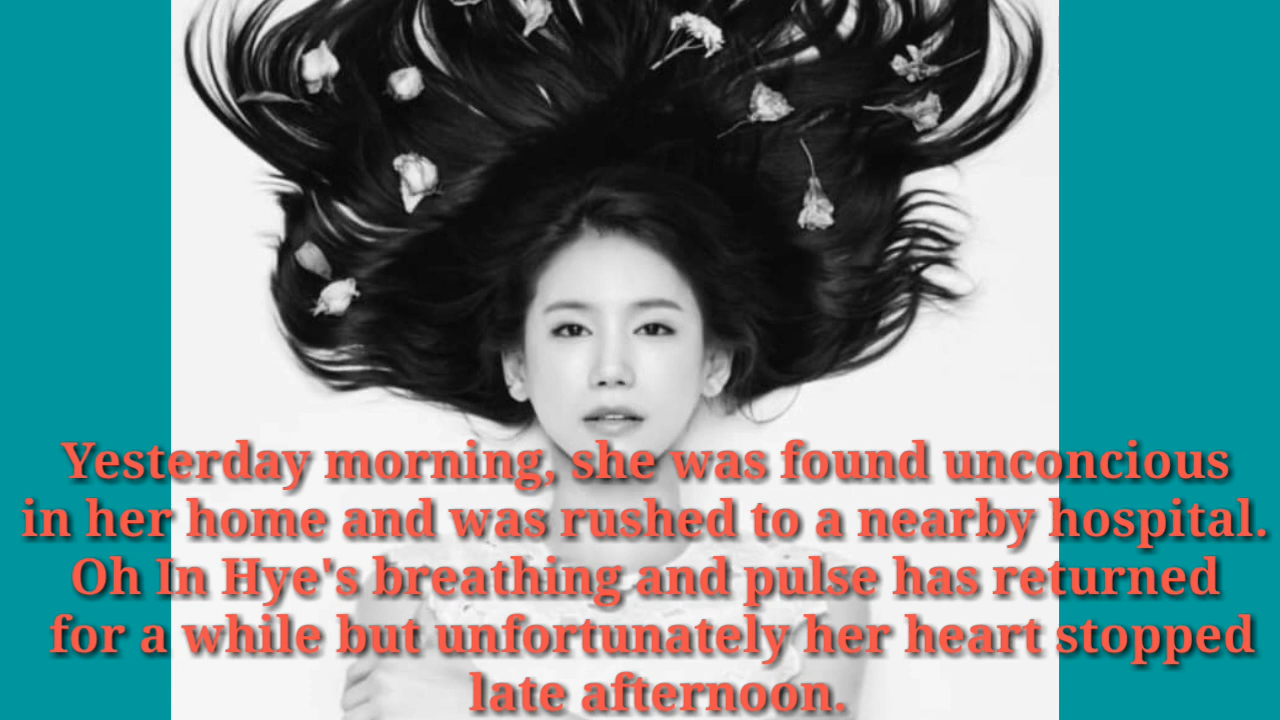 Yesterday morning, she was found unconcious
in her home and was rushed to a nearby hospital.
Oh In Hye's breathing and pulse has returned
for a while but unfortunately her heart stopped
late afternoon.